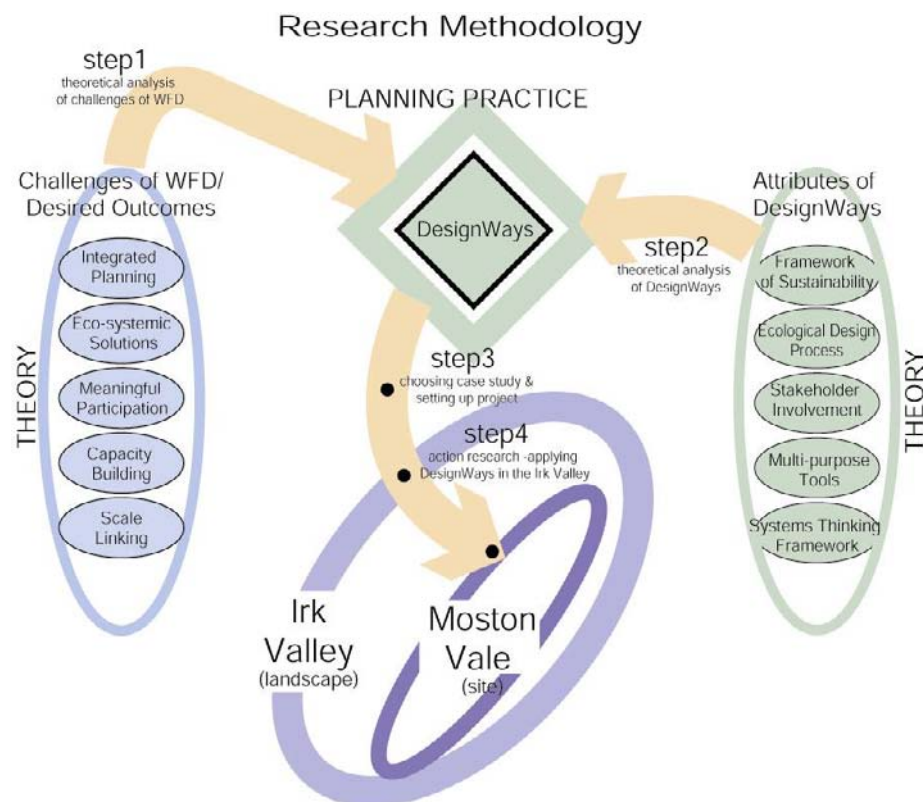 Research Methodology
step1
theoretical analysis
of challenges of WFD
PLANNING PRACTICE
DesignWays
Challenges of WFD/
Desired Outcomes
Integrated
Planning
Eco-systemic
Solutions
Meaningful
Participation
Capacity
Building
Scale
Linking
THEORY
Attributes of
DesignWays
step2
theoretical analysis
of DesignWays
Framework
of Sustainability
Ecological Design
Process
Stakeholder
Involvement
Multi-purpose
Tools
Systems Thinking
Framework
THEORY
step3
choosing case study &
setting up project
step4
action research -applying
DesignWays in the Irk Valley
Irk
Valley
(landscape)
Moston
Vale
(site)